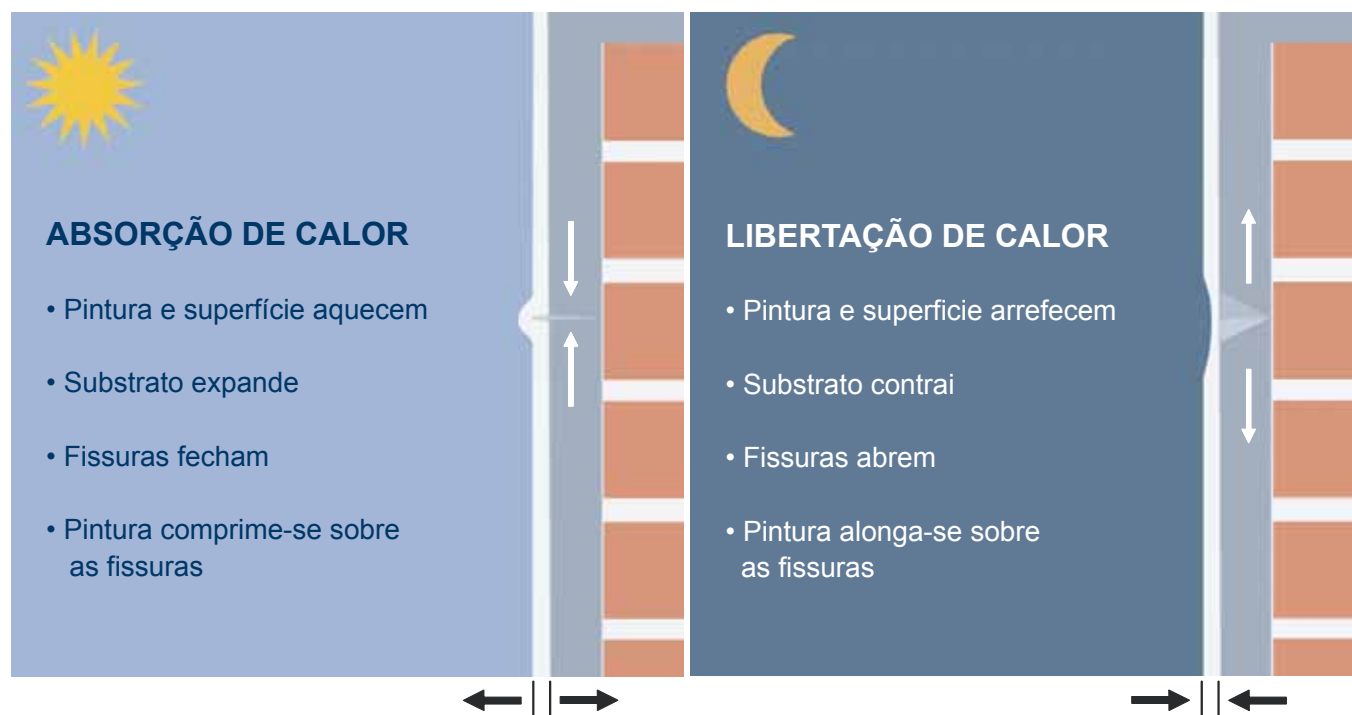 ABSORÇÃO DE CALOR
• Pintura e superfície aquecem
• Substrato expande
• Fissuras fecham
• Pintura comprime-se sobre
as fissuras
LIBERTAÇÃO DE CALOR
• Pintura e superficie arrefecem
• Substrato contrai
• Fissuras abrem
• Pintura alonga-se sobre
as fissuras